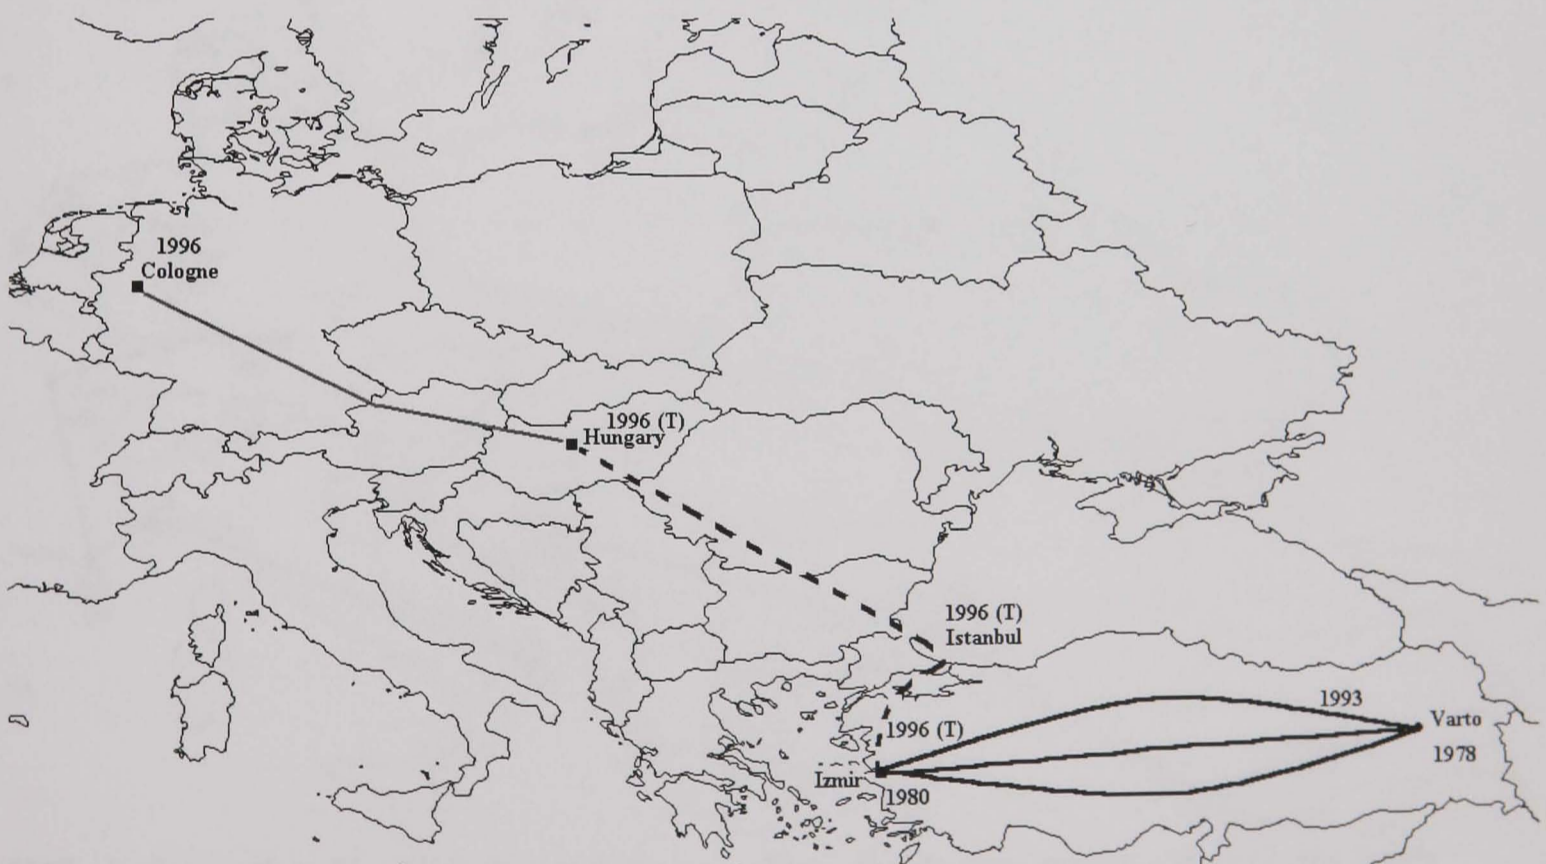 1996
Cologne
1996 (T)
Hungary
1996 (T)
Istanbul
1993
Varto
1978
1996 (T)
Izmir
1980